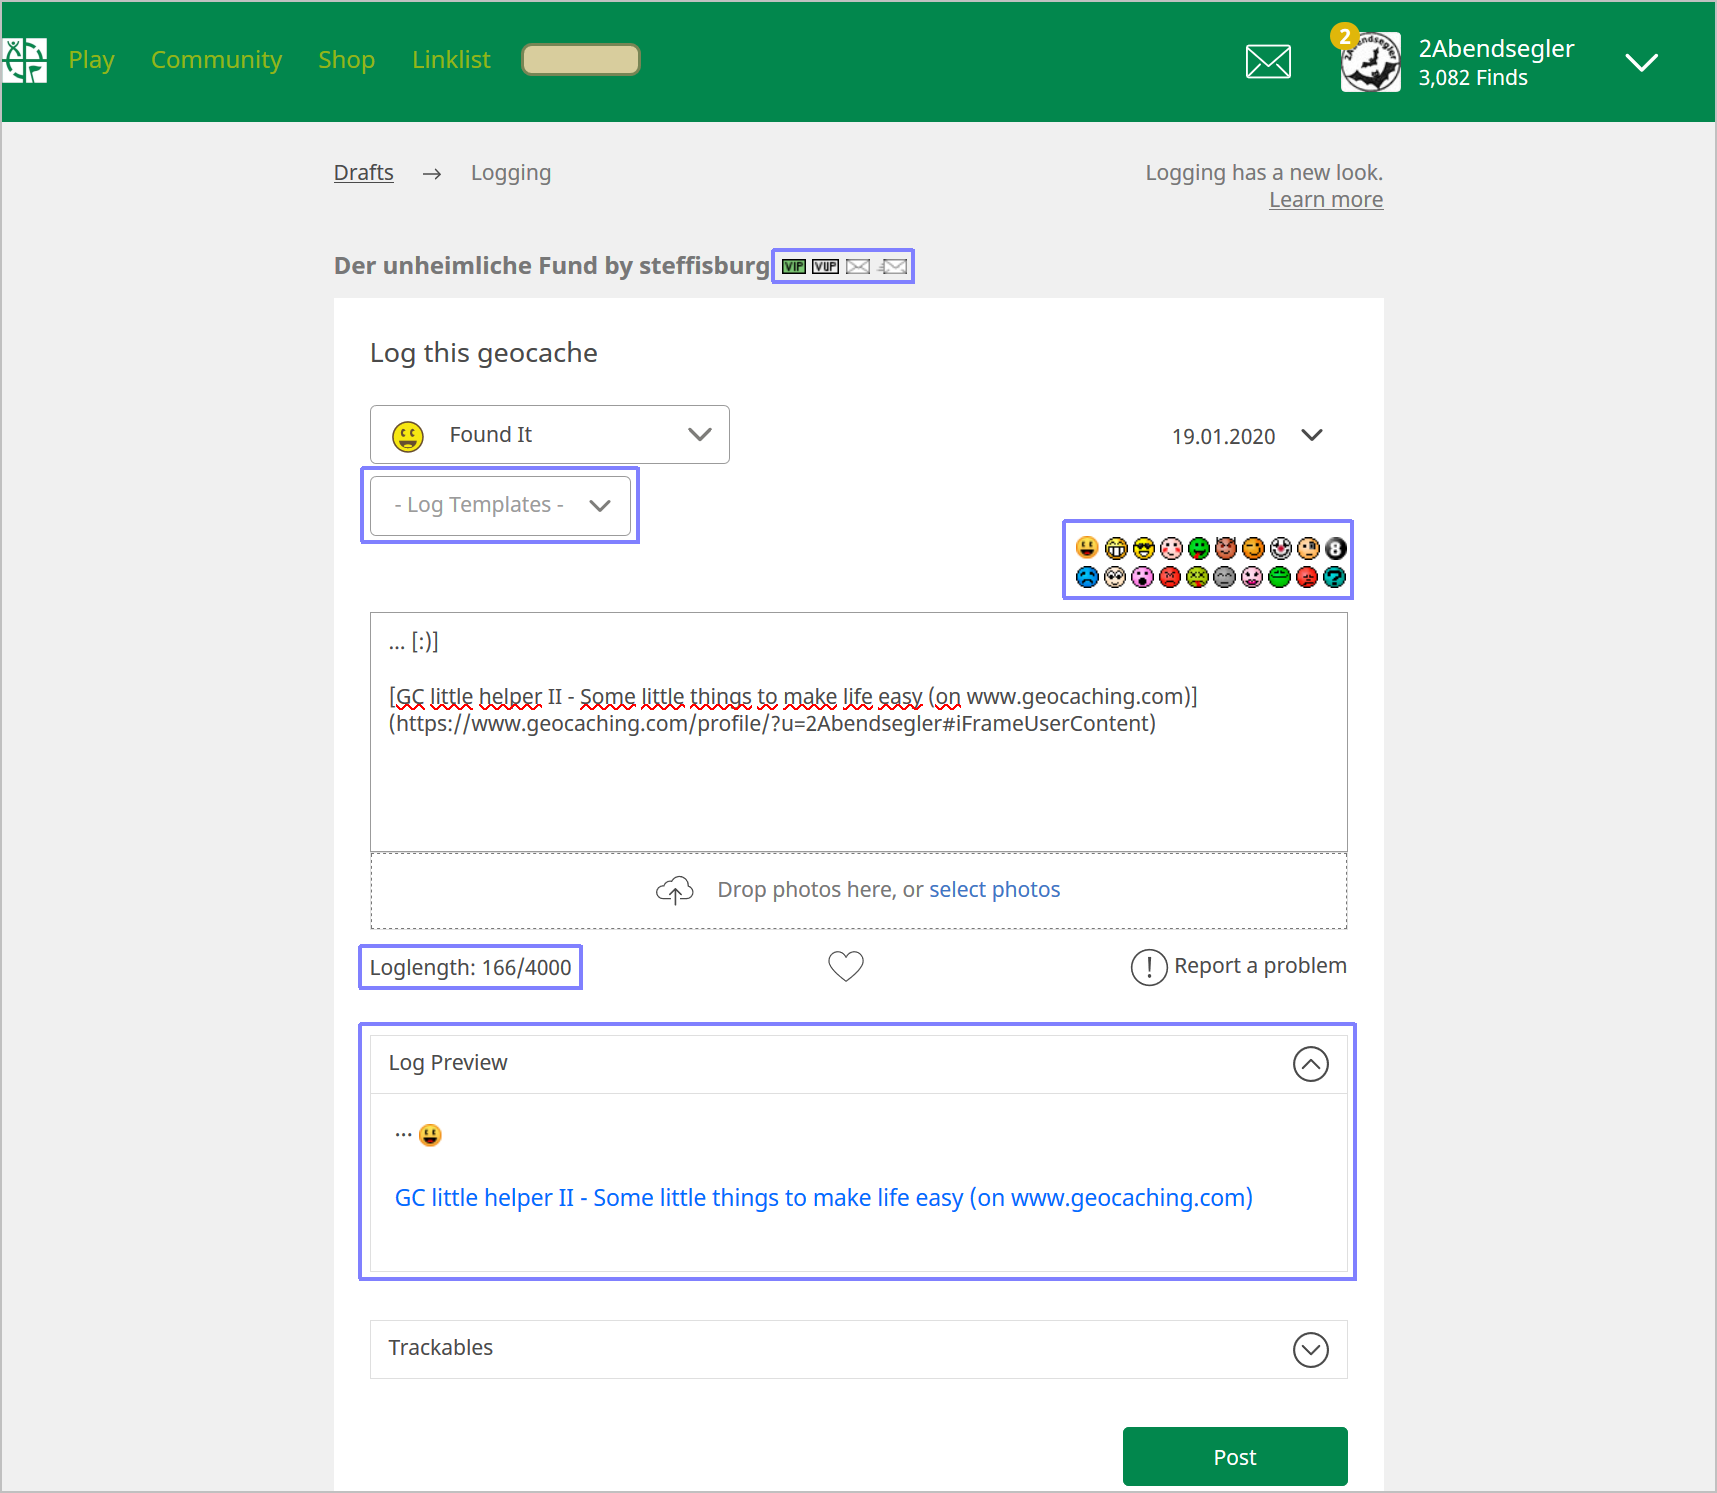 Play Community Shop Linklist
2
2Abendsegler
2Abendsegler
3,082 Finds
Drafts → Logging
Logging has a new look.
Learn more
Der unheimliche Fund by steffisburg VIP VUP
Log this geocache
Found It
19.01.2020
- Log Templates -
8
?
... [:)]
[GC little helper II - Some little things to make life easy (on www.geocaching.com)]
(https://www.geocaching.com/profile/?u=2Abendsegler#iFrameUserContent)
Drop photos here, or select photos
Loglength: 166/4000
! Report a problem
Log Preview
...
GC little helper II - Some little things to make life easy (on www.geocaching.com)
Trackables
Post